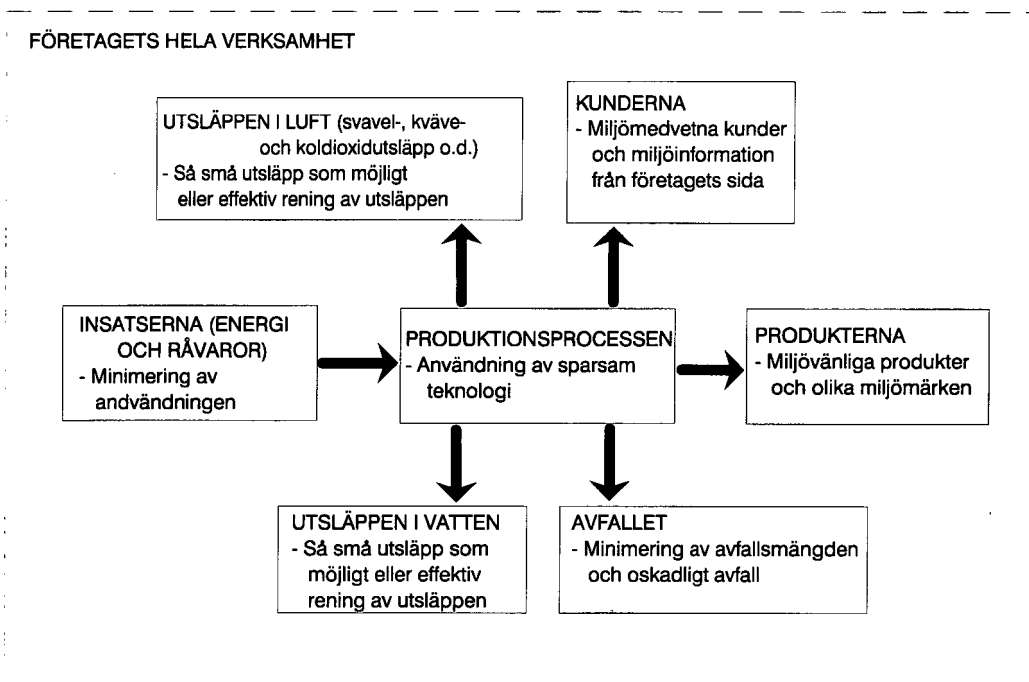 FÖRETAGETS HELA VERKSAMHET
UTSLÄPPEN I LUFT (svavel-, kväve-
och koldioxidutsläpp o.d.)
- Så små utsläpp som möjligt
eller effektiv rening av utsläppen
KUNDERNA
- Miljömedvetna kunder
och miljöinformation
från företagets sida
INSATSERNA (ENERGI
OCH RÅVAROR)
- Minimering av
andvändningen
PRODUKTIONSPROCESSEN
- Användning av sparsam
teknologi
PRODUKTERNA
- Miljövänliga produkter
och olika miljömärken
UTSLÄPPEN I VATTEN
- Så små utsläpp som
möjligt eller effektiv
rening av utsläppen
AVFALLET
- Minimering av avfallsmängden
och oskadligt avfall